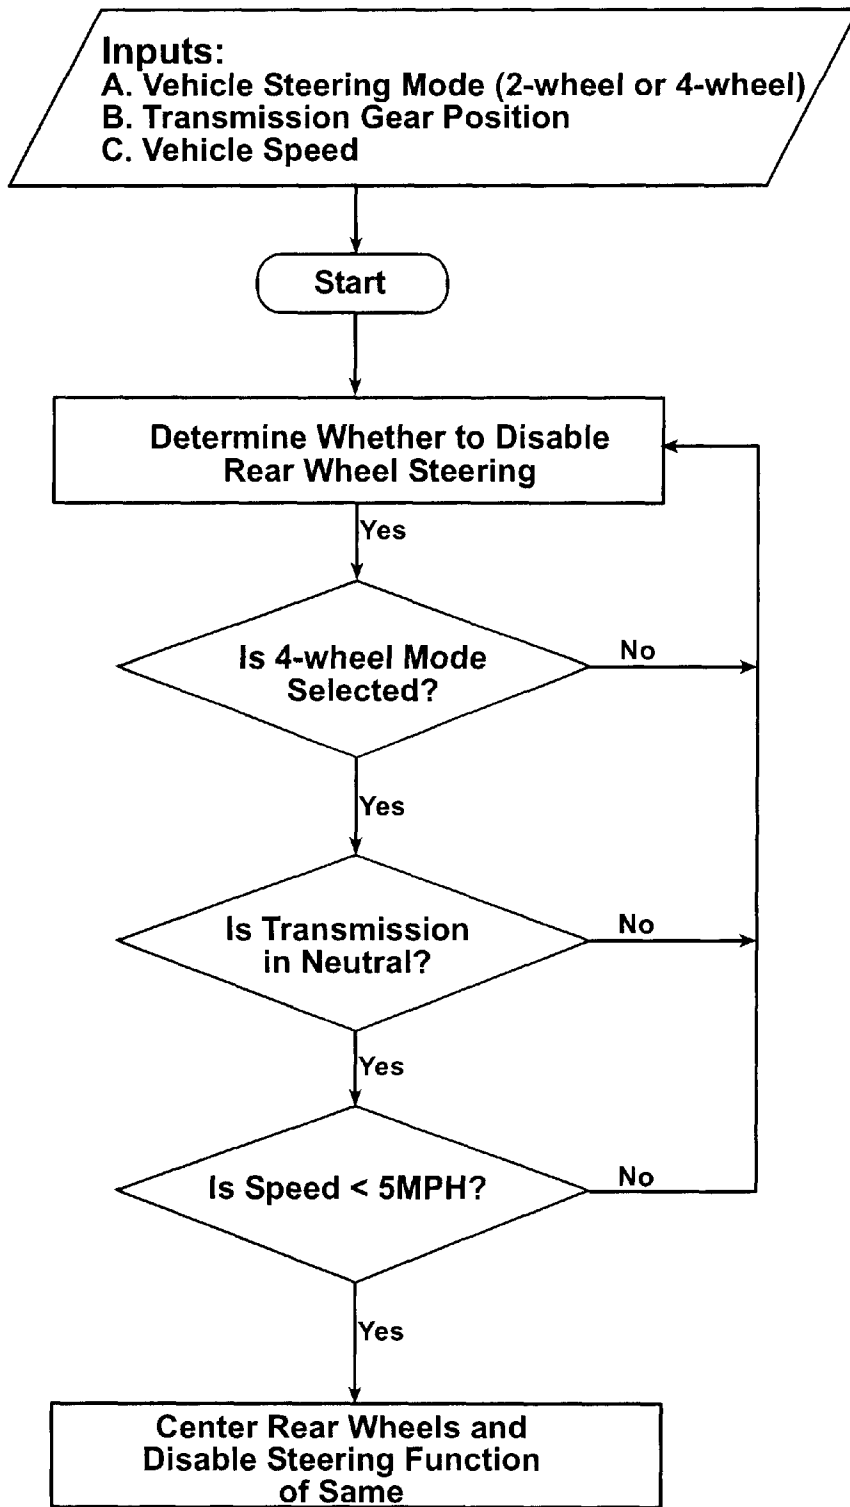 Inputs:
A. Vehicle Steering Mode (2-wheel or 4-wheel)
B. Transmission Gear Position
C. Vehicle Speed
Start
Determine Whether to Disable
Rear Wheel Steering
Yes
Is 4-wheel Mode
Selected?
No
Yes
Is Transmission
in Neutral?
No
Yes
Is Speed < 5MPH?
No
Yes
Center Rear Wheels and
Disable Steering Function
of Same